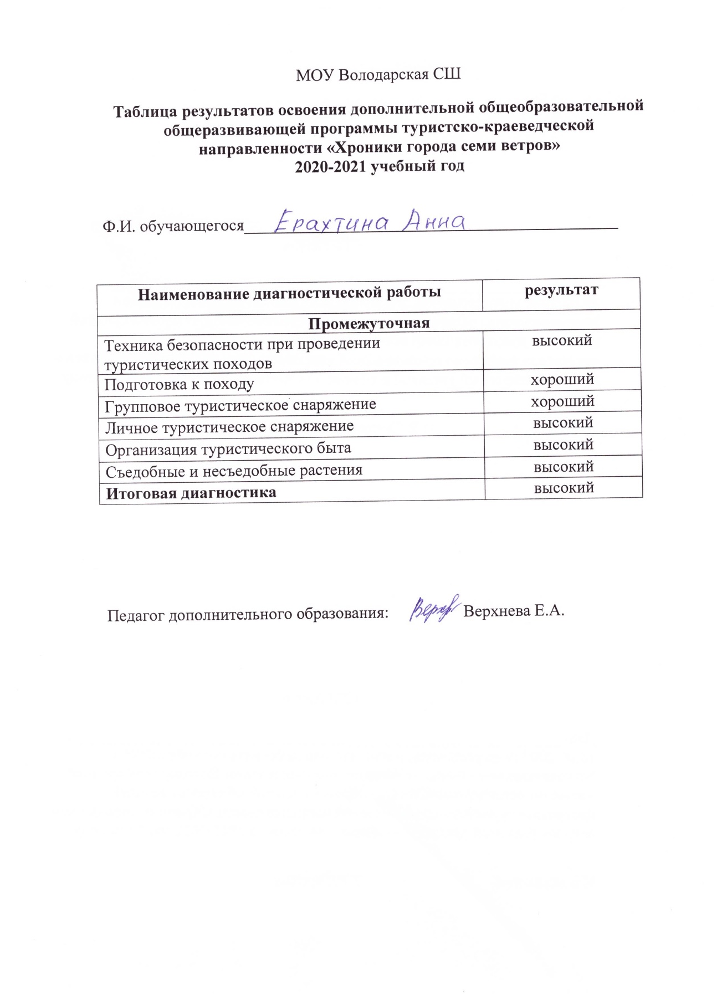 МОУ Володарская СШ
Таблица результатов освоения дополнительной общеобразовательной
общеразвивающей программы туристско-краеведческой
направленности «Хроники города семи ветров»
2020-2021 учебный год
Ф.И. обучающегося Ерахтина Анна
Наименование диагностической работы результат
Промежуточная
Техника безопасности при проведении высокий
туристических походов
Подготовка к походу хороший
Групповое туристическое снаряжение хороший
Личное туристическое снаряжение высокий
Организация туристического быта высокий
Съедобные и несъедобные растения высокий
Итоговая диагностика высокий
Педагог дополнительного образования: Верхнева Е.А.